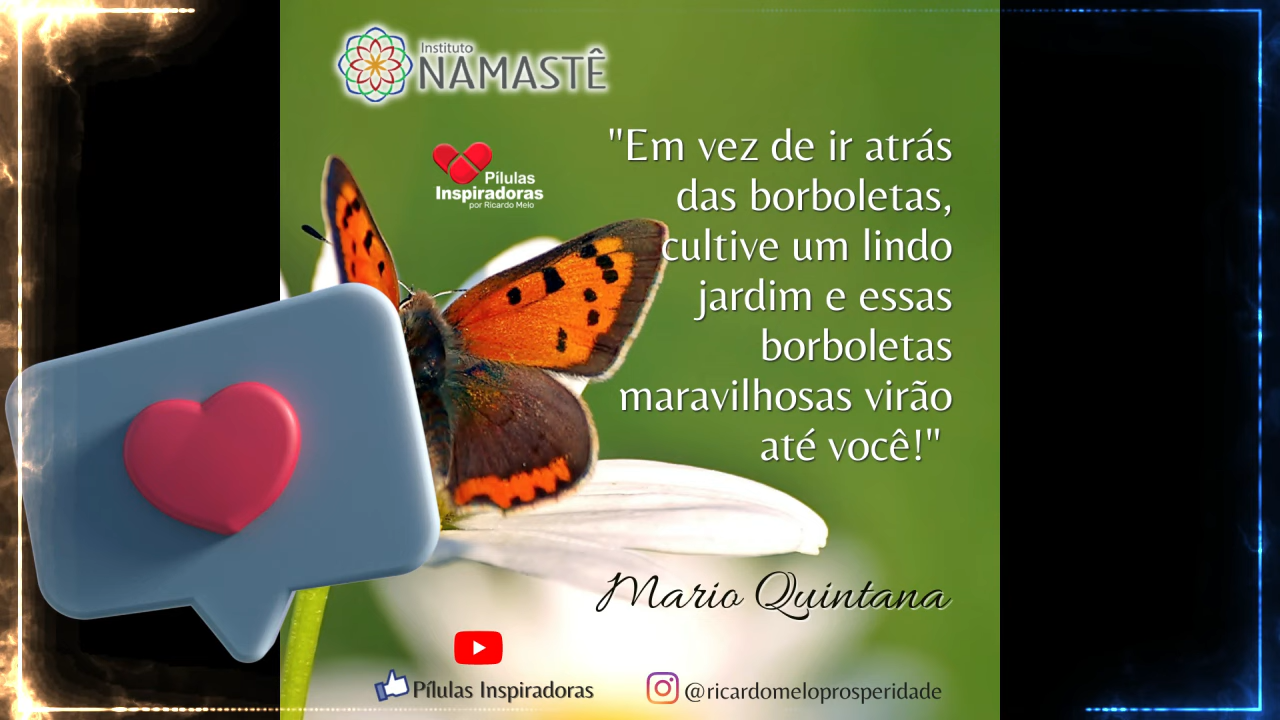 Instituto
NAMASTÊ
Pílulas
Inspiradoras
por Ricardo Melo
"Em vez de ir atrás
das borboletas,
cultive um lindo
jardim e essas
borboletas
maravilhosas virão
até você!"
Mario Quintana
Pílulas Inspiradoras
@ricardomeloprosperidade